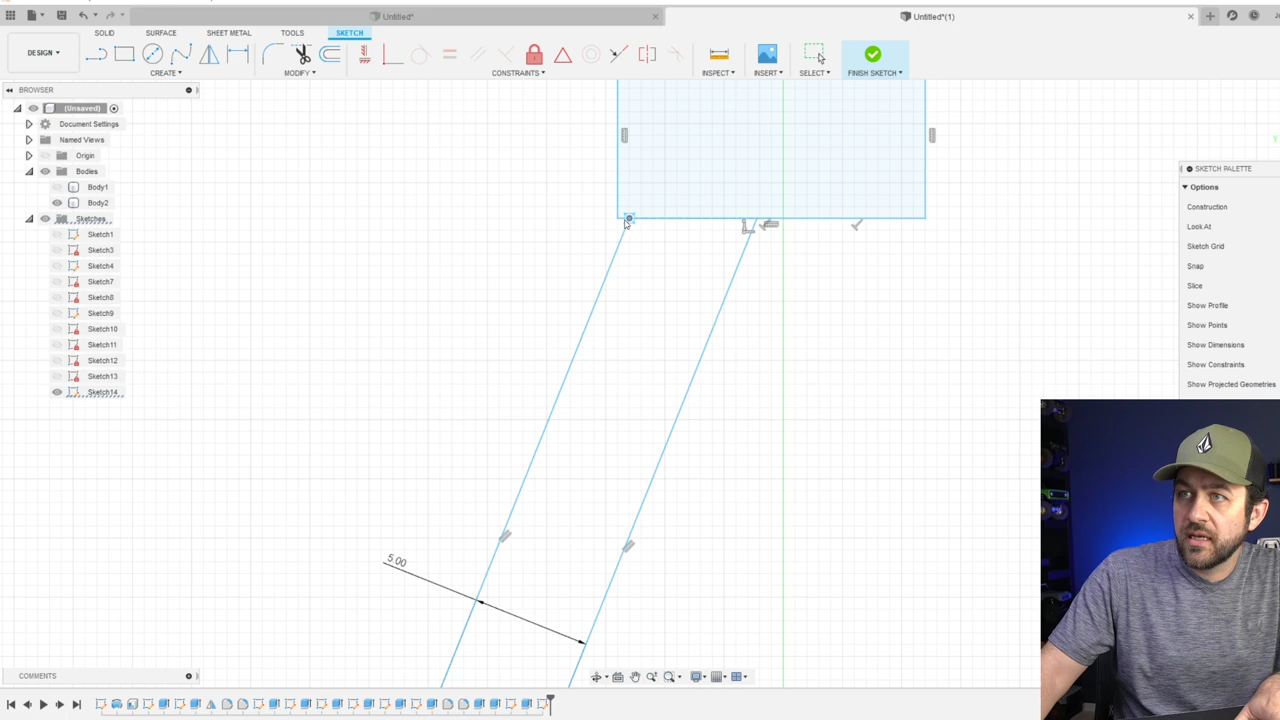 Untitled*
Untitled*(1)
SOLID
SURFACE
SHEET METAL
TOOLS
SKETCH
DESIGN
CREATE
MODIFY
CONSTRAINTS
INSPECT
INSERT
SELECT
FINISH SKETCH
BROWSER
(Unsaved)
Document Settings
Named Views
Origin
Bodies
Body1
Body2
Sketches
Sketch1
Sketch3
Sketch4
Sketch7
Sketch8
Sketch9
Sketch10
Sketch11
Sketch12
Sketch13
Sketch14
5.00
SKETCH PALETTE
Options
Construction
Look At
Sketch Grid
Snap
Slice
Show Profile
Show Points
Show Dimensions
Show Constraints
Show Projected Geometries
COMMENTS